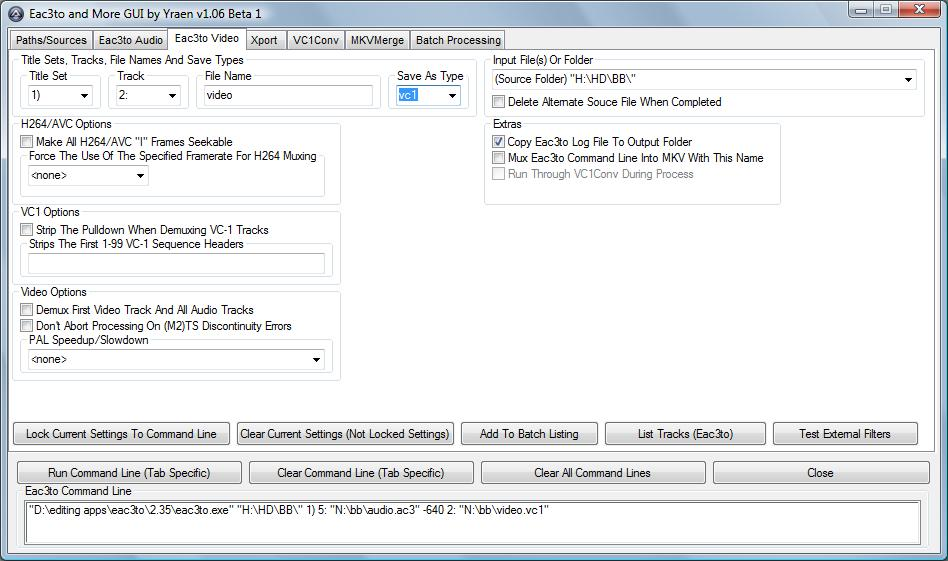 Eac3to and More GUI by Yraen v1.06 Beta 1
Paths/Sources Eac3to Audio Eac3to Video Xport VC1Conv MKVMerge Batch Processing
Title Sets, Tracks, File Names And Save Types
Title Set Track File Name Save As Type
1) 2: video vc1
Input File(s) Or Folder
(Source Folder) "H:\HD\BB\"
Delete Alternate Souce File When Completed
H264/AVC Options
Make All H264/AVC "I" Frames Seekable
Force The Use Of The Specified Framerate For H264 Muxing
<none>
Extras
Copy Eac3to Log File To Output Folder
Mux Eac3to Command Line Into MKV With This Name
Run Through VC1Conv During Process
VC1 Options
Strip The Pulldown When Demuxing VC-1 Tracks
Strips The First 1-99 VC-1 Sequence Headers
Video Options
Demux First Video Track And All Audio Tracks
Don't Abort Processing On (M2)TS Discontinuity Errors
PAL Speedup/Slowdown
<none>
Lock Current Settings To Command Line Clear Current Settings (Not Locked Settings) Add To Batch Listing List Tracks (Eac3to) Test External Filters
Run Command Line (Tab Specific) Clear Command Line (Tab Specific) Clear All Command Lines Close
Eac3to Command Line
"D:\editing apps\eac3to\2.35\eac3to.exe" "H:\HD\BB\" 1) 5: "N:\bb\audio.ac3" -640 2: "N:\bb\video.vc1"